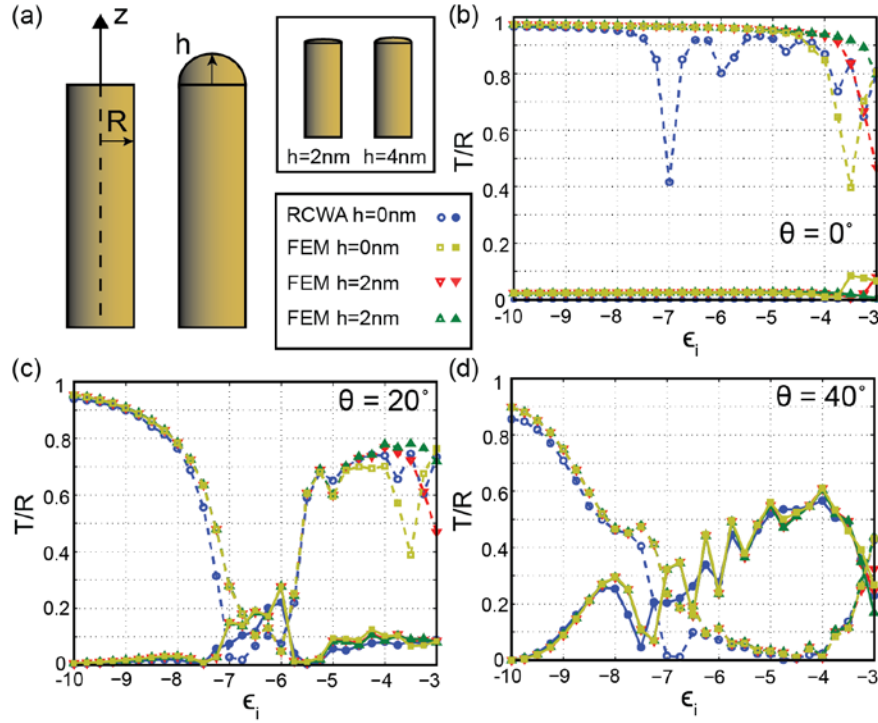 (a)
z
h
R
h=2nm h=4nm
RCWA h=0nm
FEM h=0nm
FEM h=2nm
FEM h=2nm
(b)
1
0.8
0.6
0.4
0.2
0
T/R
θ = 0°
-10 -9 -8 -7 -6 -5 -4 -3
ϵi
(c)
1
0.8
0.6
0.4
0.2
0
T/R
θ = 20°
-10 -9 -8 -7 -6 -5 -4 -3
ϵi
(d)
1
0.8
0.6
0.4
0.2
0
T/R
θ = 40°
-10 -9 -8 -7 -6 -5 -4 -3
ϵi